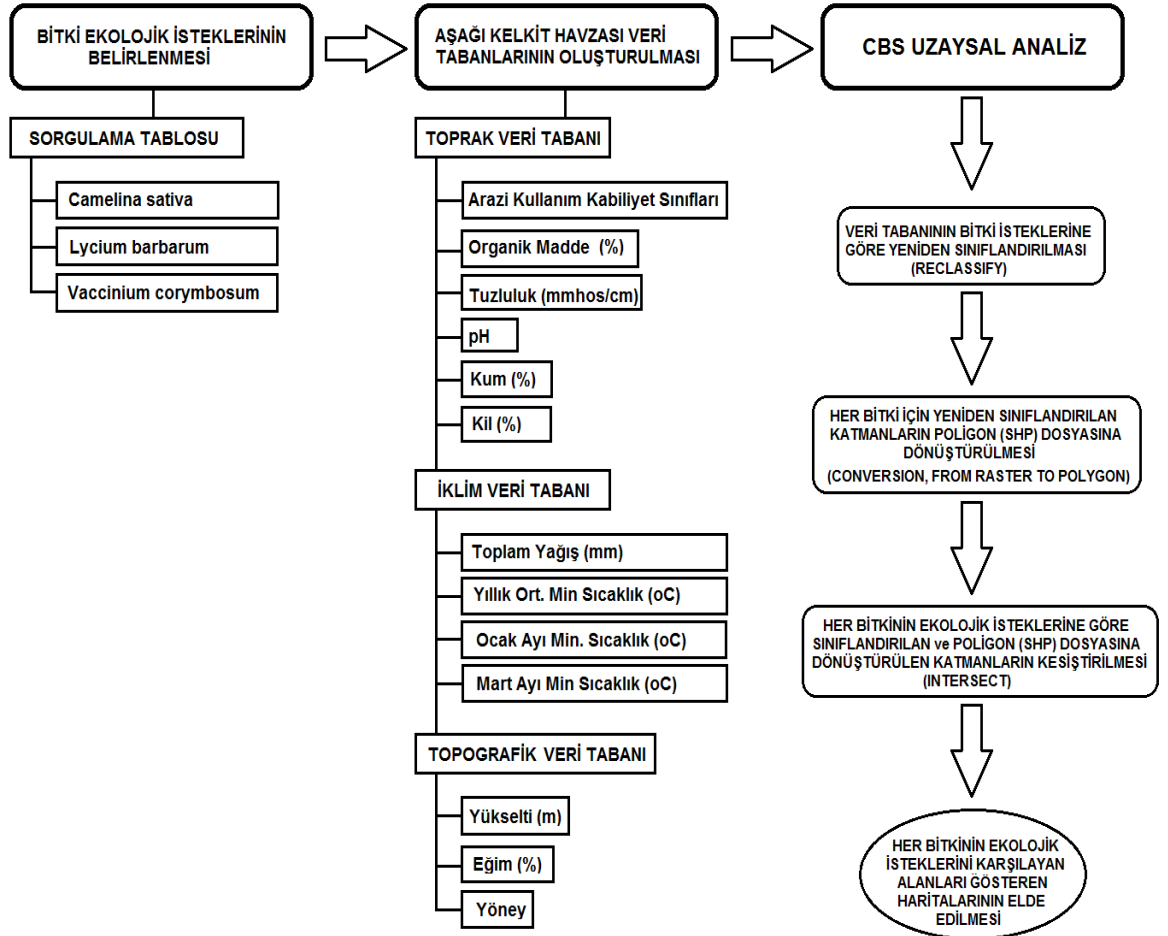 BİTKİ EKOLOJİK İSTEKLERİNİN
BELİRLENMESİ
SORGULAMA TABLOSU
Camelina sativa
Lycium barbarum
Vaccinium corymbosum
AŞAĞI KELKİT HAVZASI VERİ
TABANLARININ OLUŞTURULMASI
TOPRAK VERİ TABANI
Arazi Kullanım Kabiliyet Sınıfları
Organik Madde (%)
Tuzluluk (mmhos/cm)
pH
Kum (%)
Kil (%)
İKLİM VERİ TABANI
Toplam Yağış (mm)
Yıllık Ort. Min Sıcaklık (oC)
Ocak Ayı Min. Sıcaklık (oC)
Mart Ayı Min Sıcaklık (oC)
TOPOGRAFİK VERİ TABANI
Yükselti (m)
Eğim (%)
Yöney
CBS UZAYSAL ANALİZ
VERİ TABANININ BİTKİ İSTEKLERİNE
GÖRE YENİDEN SINIFLANDIRILMASI
(RECLASSIFY)
HER BİTKİ İÇİN YENİDEN SINIFLANDIRILAN
KATMANLARIN POLİGON (SHP) DOSYASINA
DÖNÜŞTÜRÜLMESİ
(CONVERSION, FROM RASTER TO POLYGON)
HER BİTKİNİN EKOLOJİK İSTEKLERİNE GÖRE
SINIFLANDIRILAN ve POLİGON (SHP) DOSYASINA
DÖNÜŞTÜRÜLEN KATMANLARIN KESİŞTİRİLMESİ
(INTERSECT)
HER BİTKİNİN EKOLOJİK
İSTEKLERİNİ KARŞILAYAN
ALANLARI GÖSTEREN
HARİTALARININ ELDE
EDİLMESİ